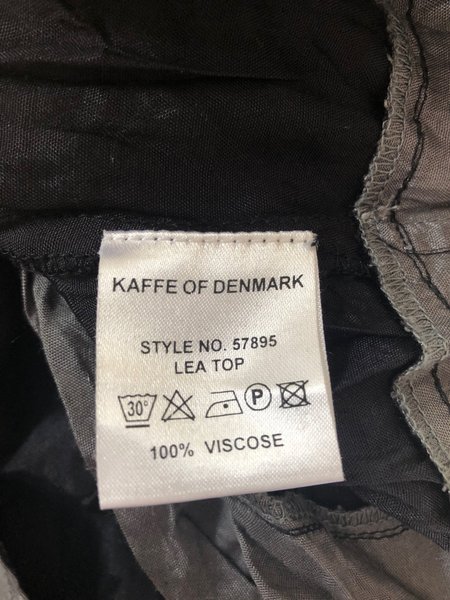 KAFFE OF DENMARK
STYLE NO. 57895
LEA TOP
30° P
100% VISCOSE